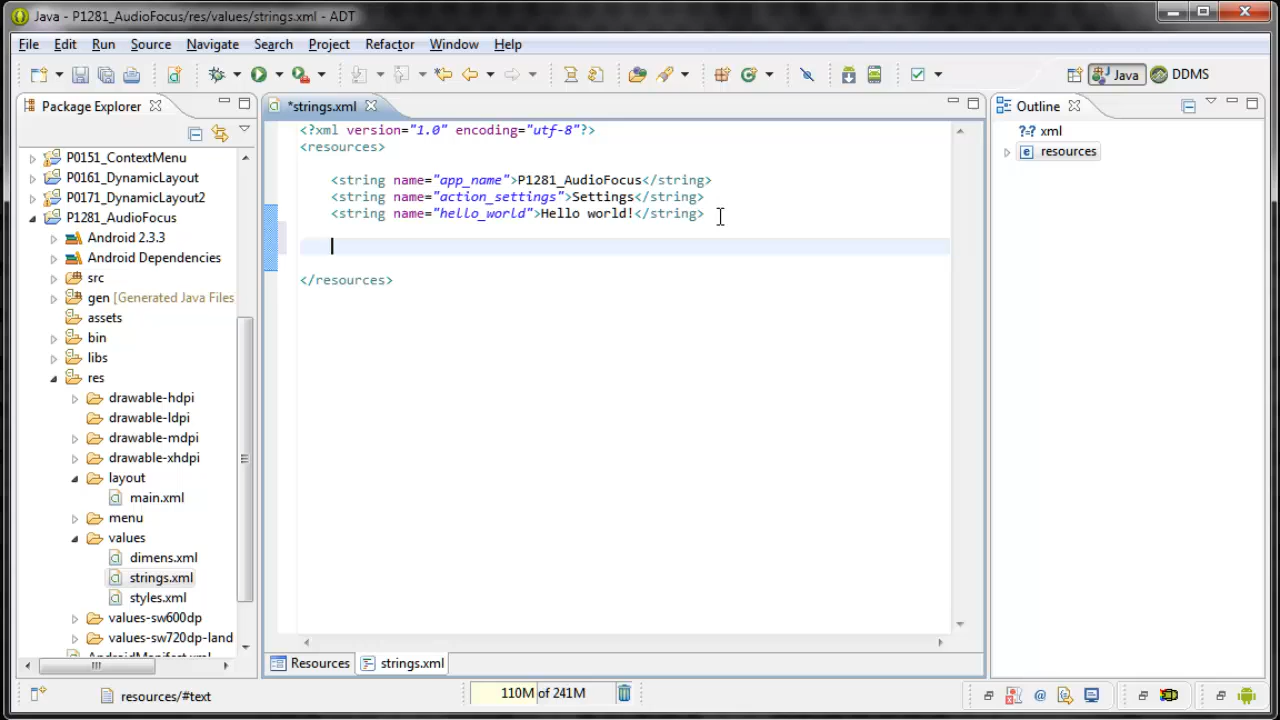 Java - P1281_AudioFocus/res/values/strings.xml - ADT
File Edit Run Source Navigate Search Project Refactor Window Help
Java DDMS
Package Explorer
P0151_ContextMenu
P0161_DynamicLayout
P0171_DynamicLayout2
P1281_AudioFocus
Android 2.3.3
Android Dependencies
src
gen [Generated Java Files
assets
bin
libs
res
drawable-hdpi
drawable-ldpi
drawable-mdpi
drawable-xhdpi
layout
main.xml
menu
values
dimens.xml
strings.xml
styles.xml
values-sw600dp
values-sw720dp-land
AndroidManifest.xml
*strings.xml
<?xml version="1.0" encoding="utf-8"?>
<resources>
<string name="app_name">P1281_AudioFocus</string>
<string name="action_settings">Settings</string>
<string name="hello_world">Hello world!</string>
</resources>
Resources strings.xml
Outline
?=? xml
e resources
resources/#text
110M of 241M